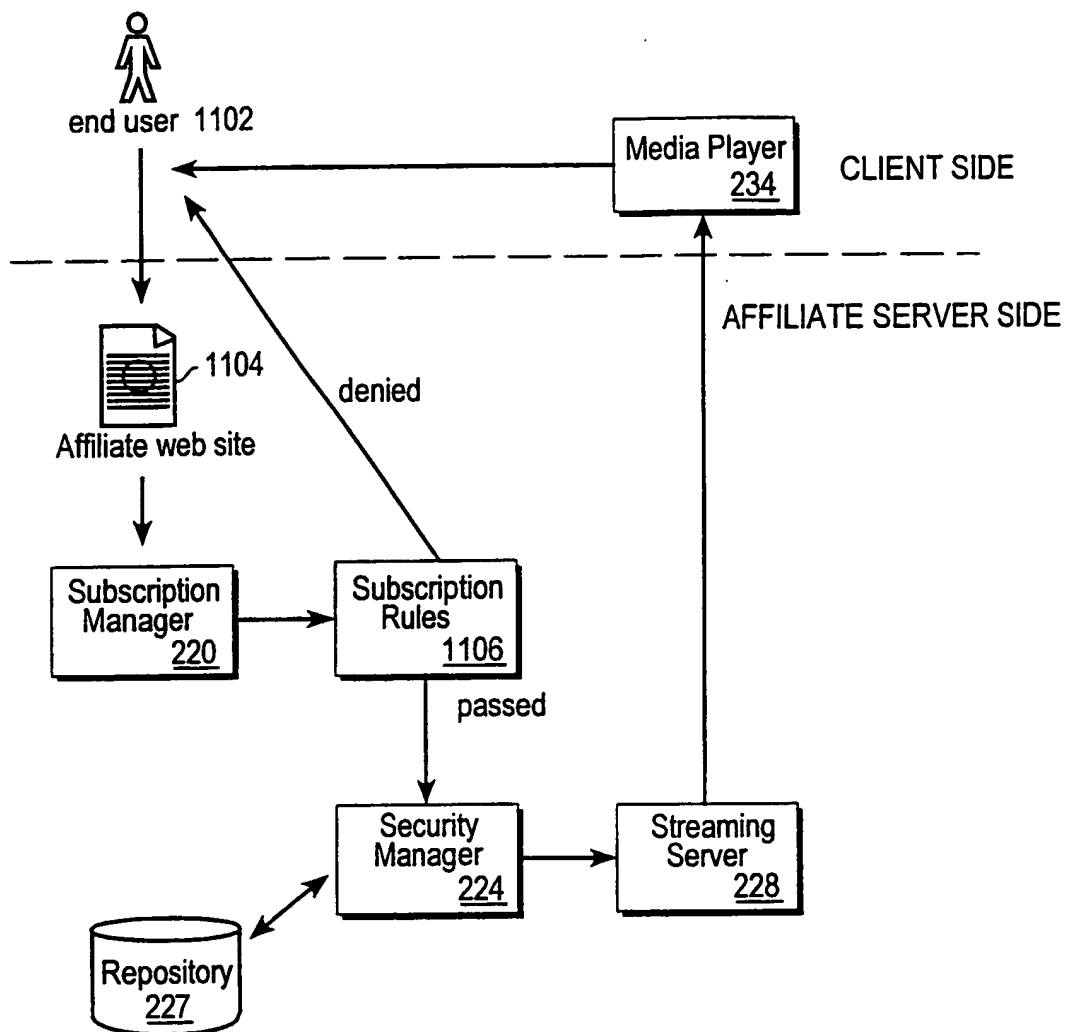 end user 1102
Media Player
234
CLIENT SIDE
AFFILIATE SERVER SIDE
1104
denied
Affiliate web site
Subscription
Manager
220
Subscription
Rules
1106
passed
Security
Manager
224
Streaming
Server
228
Repository
227